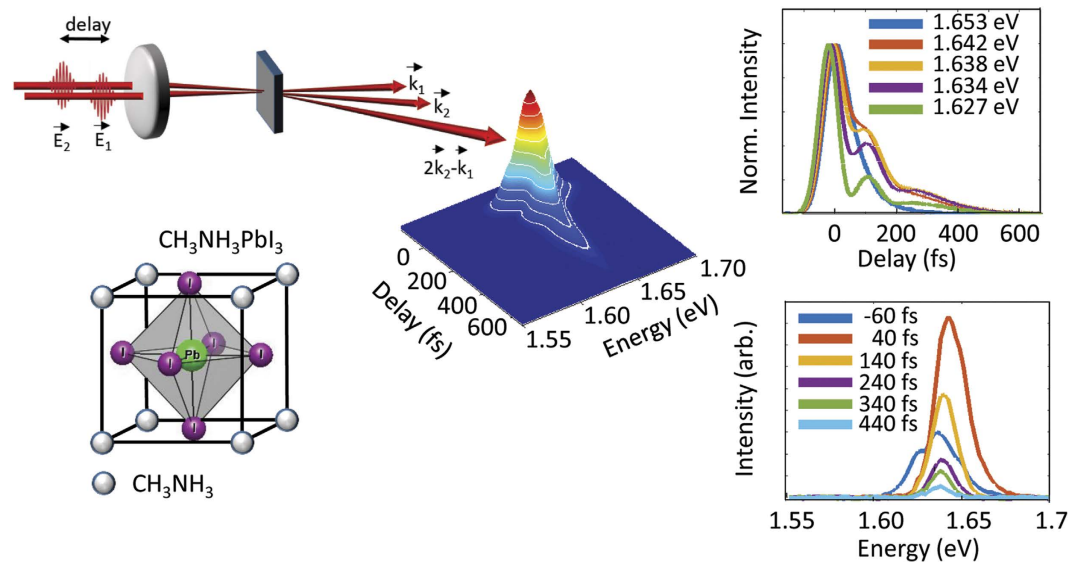 delay
E₂
E₁
k₁
k₂
2k₂-k₁
0
200
400
600
Delay (fs)
1.55
1.60
1.65
1.70
Energy (eV)
CH₃NH₃PbI₃
I
I
I
I
Pb
I
I
CH₃NH₃
Norm. Intensity
1.653 eV
1.642 eV
1.638 eV
1.634 eV
1.627 eV
0
200
400
600
Delay (fs)
Intensity (arb.)
-60 fs
40 fs
140 fs
240 fs
340 fs
440 fs
1.55
1.60
1.65
1.7
Energy (eV)